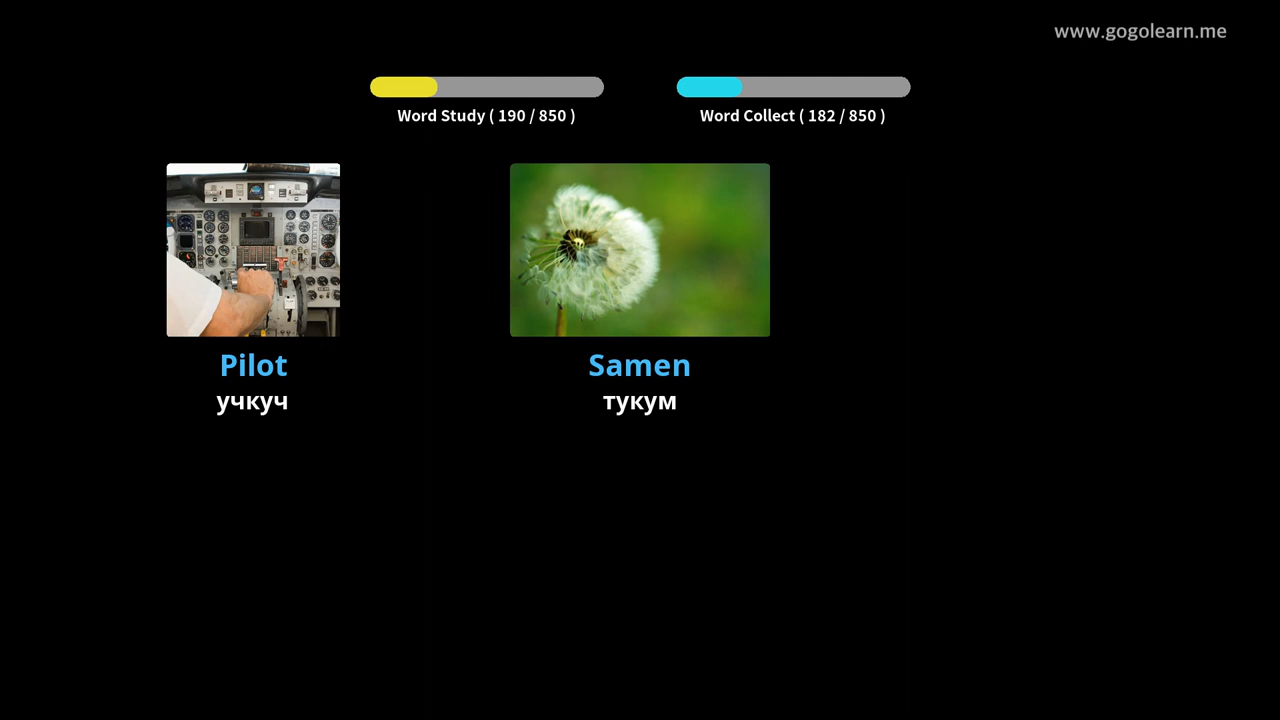 www.gogolearn.me
Word Study ( 190 / 850 )
Word Collect ( 182 / 850 )
Pilot
учкуч
Samen
тукум